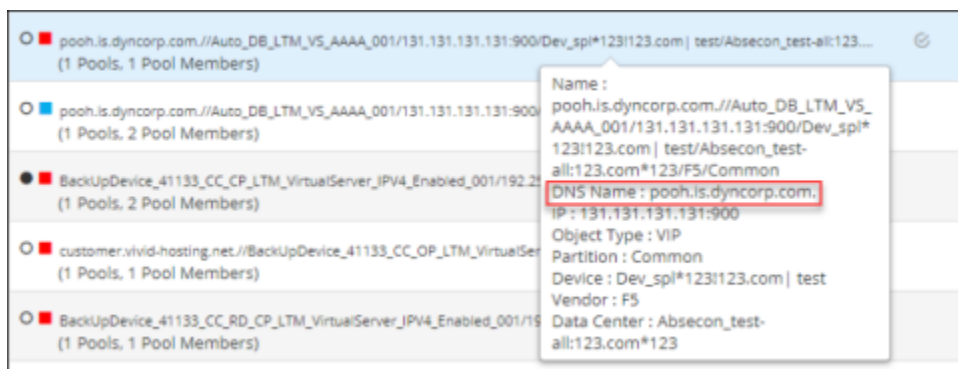 pooh.is.dyncorp.com.//Auto_DB_LTM_VS_AAAA_001/131.131.131.131:900/Dev_spl*123!123.com| test/Absecon_test-all:123....
(1 Pools, 1 Pool Members)
pooh.is.dyncorp.com.//Auto_DB_LTM_VS_AAAA_001/131.131.131.131:900/
(1 Pools, 2 Pool Members)
BackUpDevice_41133_CC_CP_LTM_VirtualServer_IPV4_Enabled_001/192.25
(1 Pools, 2 Pool Members)
customer.vivid-hosting.net.//BackUpDevice_41133_CC_OP_LTM_VirtualSer
(1 Pools, 1 Pool Members)
BackUpDevice_41133_CC_RD_CP_LTM_VirtualServer_IPV4_Enabled_001/19
(1 Pools, 1 Pool Members)
Name :
pooh.is.dyncorp.com.//Auto_DB_LTM_VS_
AAAA_001/131.131.131.131:900/Dev_spl*
123!123.com| test/Absecon_test-
all:123.com*123/F5/Common
DNS Name : pooh.is.dyncorp.com.
IP : 131.131.131.131:900
Object Type : VIP
Partition : Common
Device : Dev_spl*123!123.com| test
Vendor : F5
Data Center : Absecon_test-
all:123.com*123